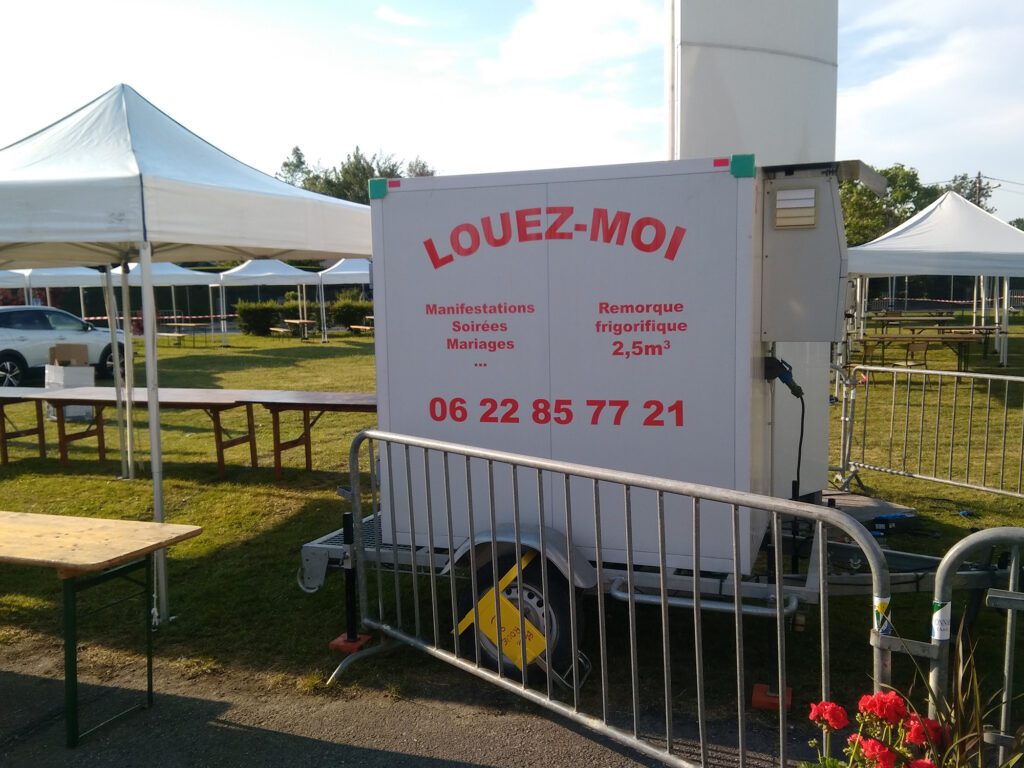 LOUEZ-MOI
Manifestations
Soirées
Mariages
...
Remorque
frigorifique
2,5m³
06 22 85 77 21